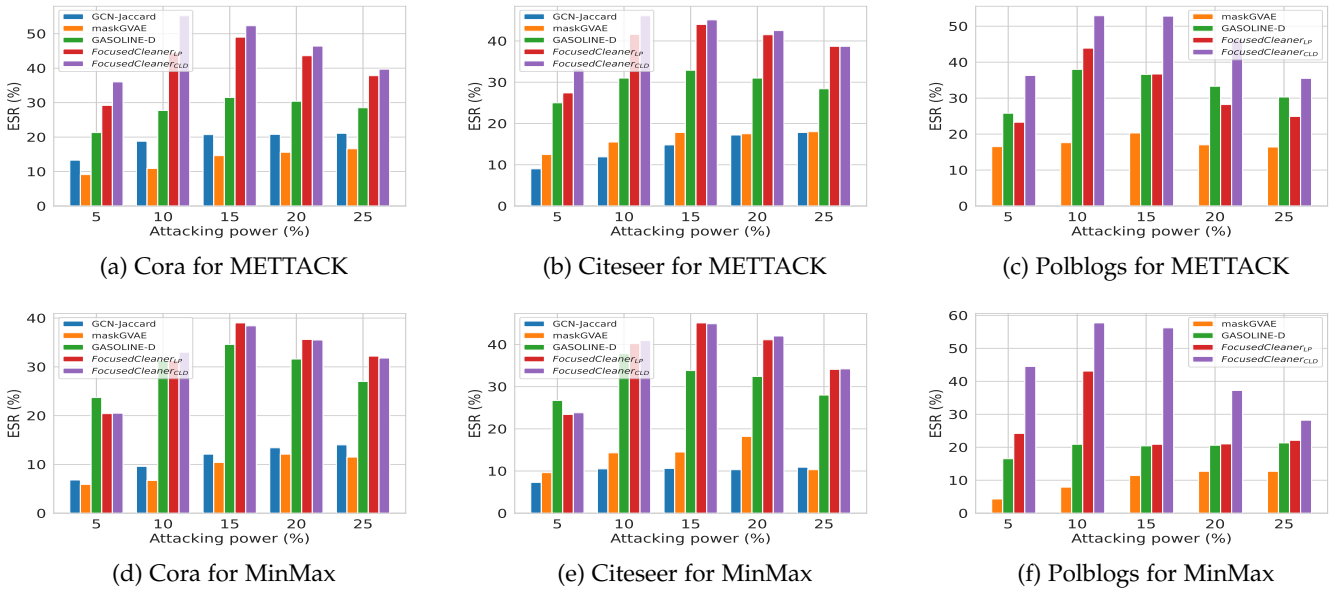 GCN-Jaccard
maskGVAE
GASOLINE-D
FocusedCleanerLP
FocusedCleanerCLD
ESR (%)
50
40
30
20
10
0
5 10 15 20 25
Attacking power (%)
(a) Cora for METTACK
GCN-Jaccard
maskGVAE
GASOLINE-D
FocusedCleanerLP
FocusedCleanerCLD
ESR (%)
40
30
20
10
0
5 10 15 20 25
Attacking power (%)
(b) Citeseer for METTACK
maskGVAE
GASOLINE-D
FocusedCleanerLP
FocusedCleanerCLD
ESR (%)
50
40
30
20
10
0
5 10 15 20 25
Attacking power (%)
(c) Polblogs for METTACK
GCN-Jaccard
maskGVAE
GASOLINE-D
FocusedCleanerLP
FocusedCleanerCLD
ESR (%)
40
30
20
10
0
5 10 15 20 25
Attacking power (%)
(d) Cora for MinMax
GCN-Jaccard
maskGVAE
GASOLINE-D
FocusedCleanerLP
FocusedCleanerCLD
ESR (%)
40
30
20
10
0
5 10 15 20 25
Attacking power (%)
(e) Citeseer for MinMax
maskGVAE
GASOLINE-D
FocusedCleanerLP
FocusedCleanerCLD
ESR (%)
60
50
40
30
20
10
0
5 10 15 20 25
Attacking power (%)
(f) Polblogs for MinMax